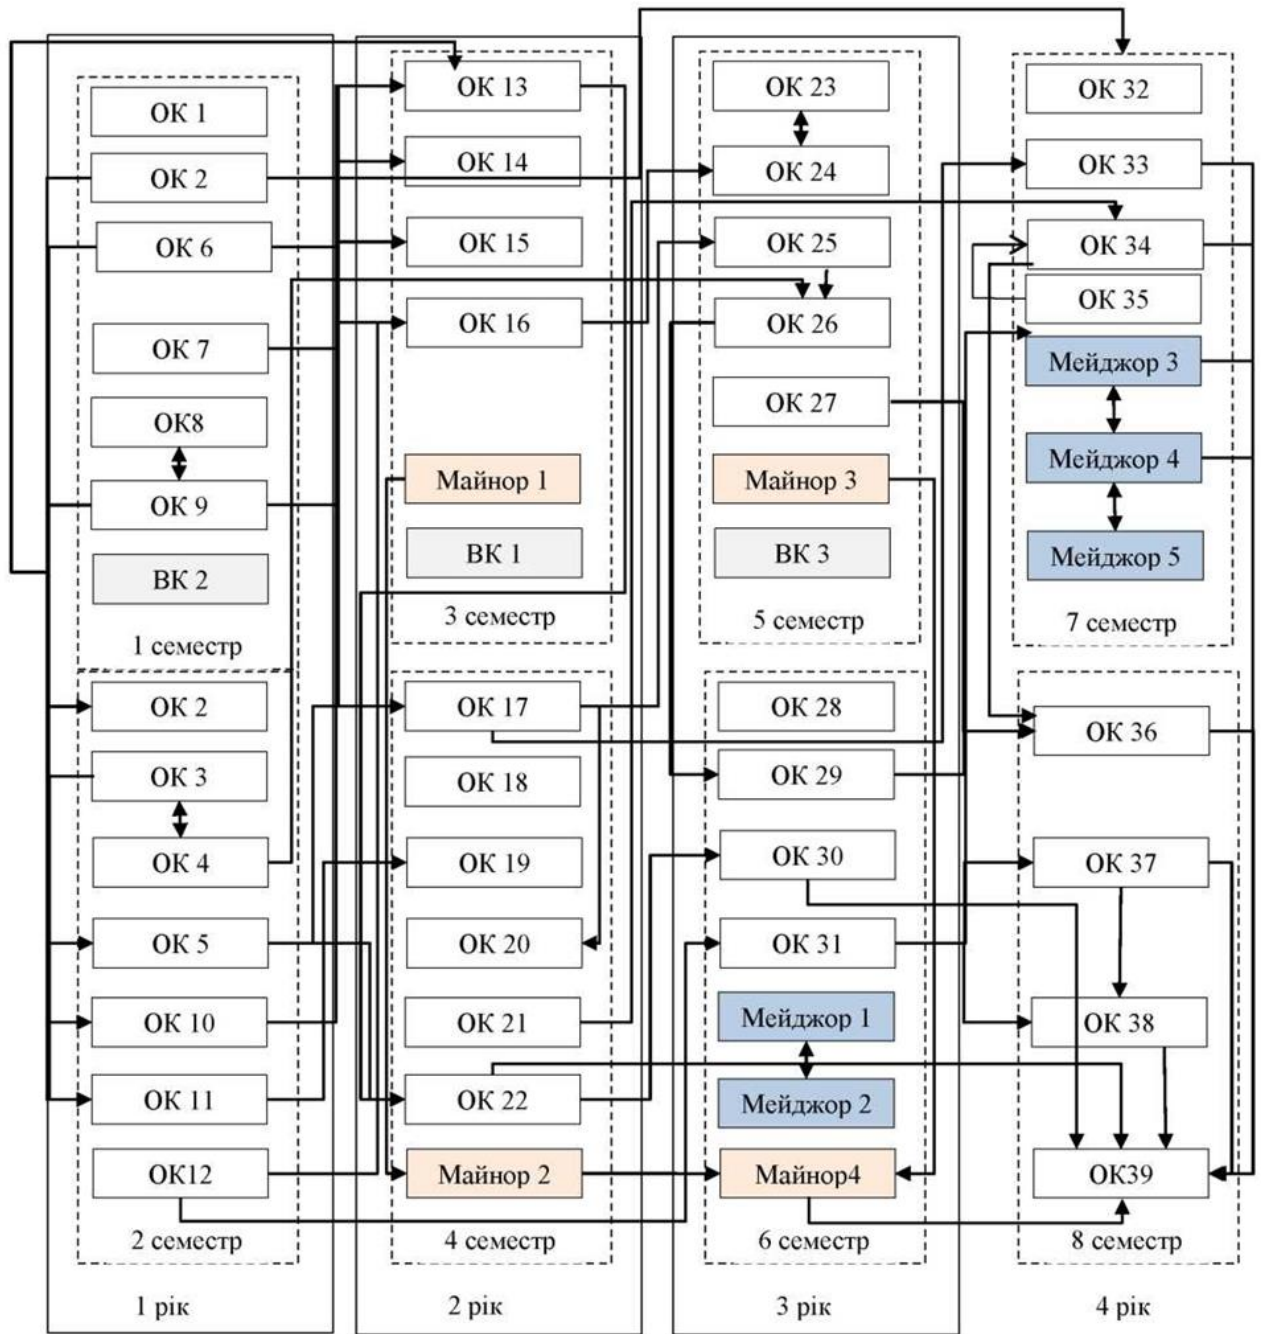 ОК 1
ОК 2
ОК 6
ОК 7
ОК8
ОК 9
ВК 2
1 семестр
ОК 2
ОК 3
ОК 4
ОК 5
ОК 10
ОК 11
ОК12
2 семестр
1 рік
ОК 13
ОК 14
ОК 15
ОК 16
Майнор 1
ВК 1
3 семестр
ОК 17
ОК 18
ОК 19
ОК 20
ОК 21
ОК 22
Майнор 2
4 семестр
2 рік
ОК 23
ОК 24
ОК 25
ОК 26
ОК 27
Майнор 3
ВК 3
5 семестр
ОК 28
ОК 29
ОК 30
ОК 31
Мейджор 1
Мейджор 2
Майнор4
6 семестр
3 рік
ОК 32
ОК 33
ОК 34
ОК 35
Мейджор 3
Мейджор 4
Мейджор 5
7 семестр
ОК 36
ОК 37
ОК 38
ОК39
8 семестр
4 рік